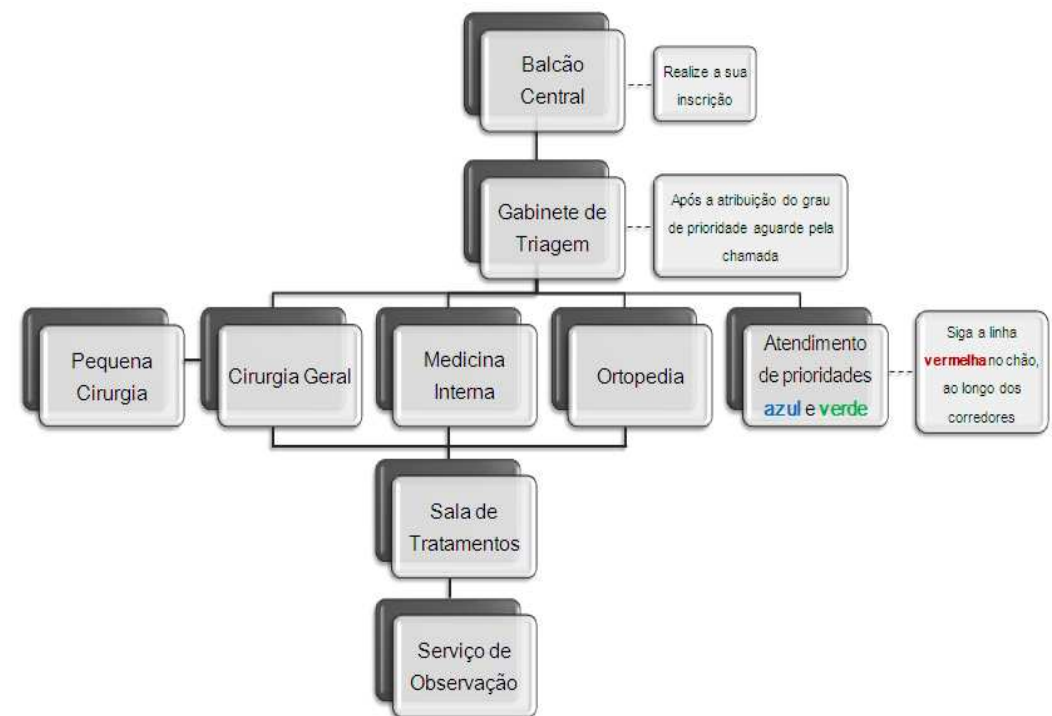 Balcão
Central
Realize a sua
inscrição
Gabinete de
Triagem
Após a atribuição do grau
de prioridade aguarde pela
chamada
Pequena
Cirurgia
Cirurgia Geral
Medicina
Interna
Ortopedia
Atendimento
de prioridades
azul e verde
Siga a linha
vermelha no chão,
ao longo dos
corredores
Sala de
Tratamentos
Serviço de
Observação